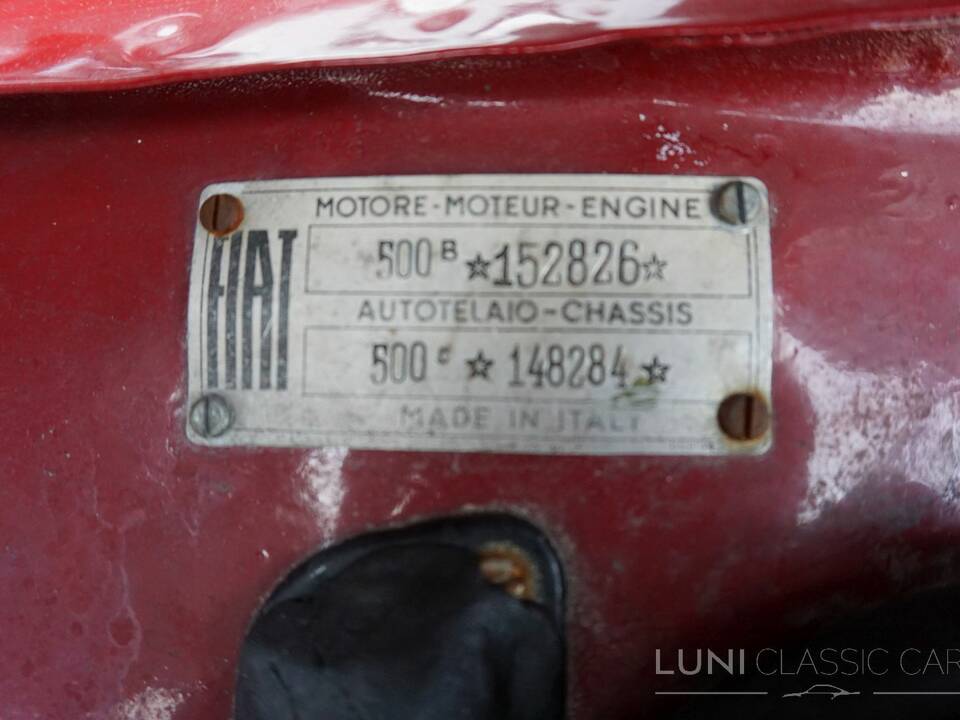 MOTORE-MOTEUR-ENGINE
FIAT
500 B ☆152826☆
AUTOTELAIO-CHASSIS
500 c ☆ 148284 ☆
MADE IN ITALY
LUNI CLASSIC CAR